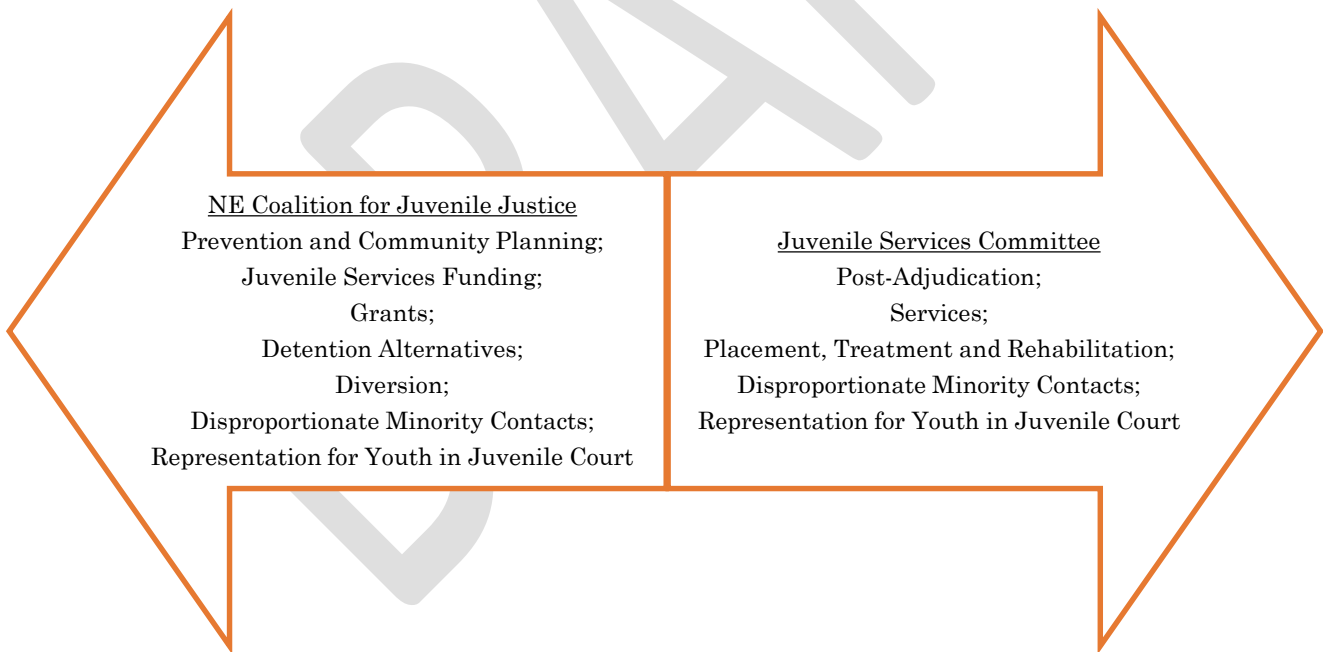 NE Coalition for Juvenile Justice
Prevention and Community Planning;
Juvenile Services Funding;
Grants;
Detention Alternatives;
Diversion;
Disproportionate Minority Contacts;
Representation for Youth in Juvenile Court
Juvenile Services Committee
Post-Adjudication;
Services;
Placement, Treatment and Rehabilitation;
Disproportionate Minority Contacts;
Representation for Youth in Juvenile Court